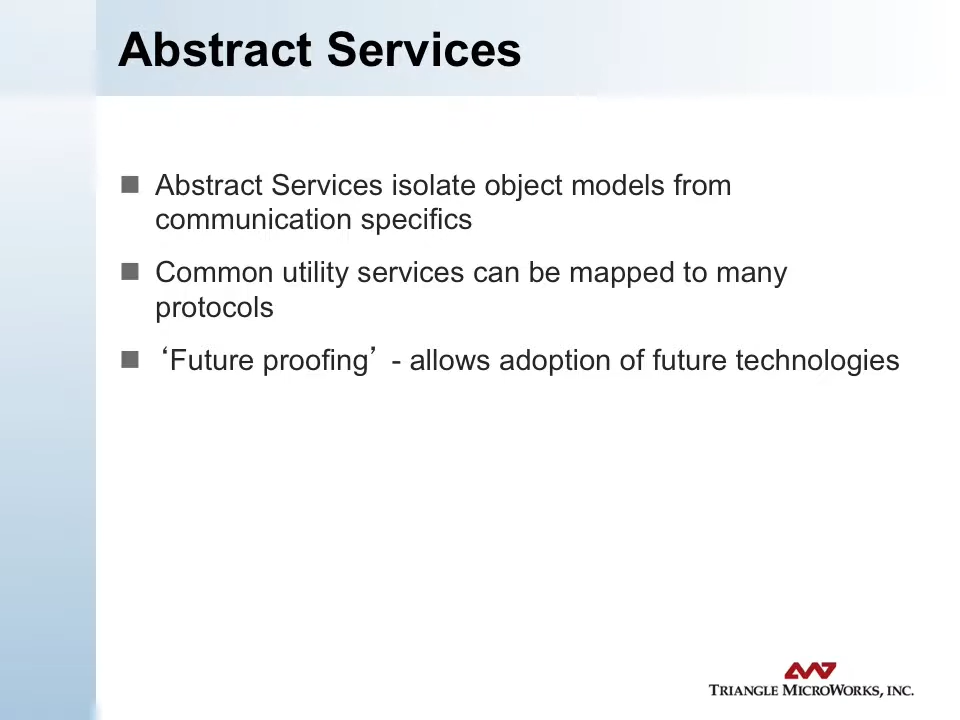 Abstract Services
Abstract Services isolate object models from
communication specifics
Common utility services can be mapped to many
protocols
‘Future proofing’ - allows adoption of future technologies
TRIANGLE MICROWORKS, INC.